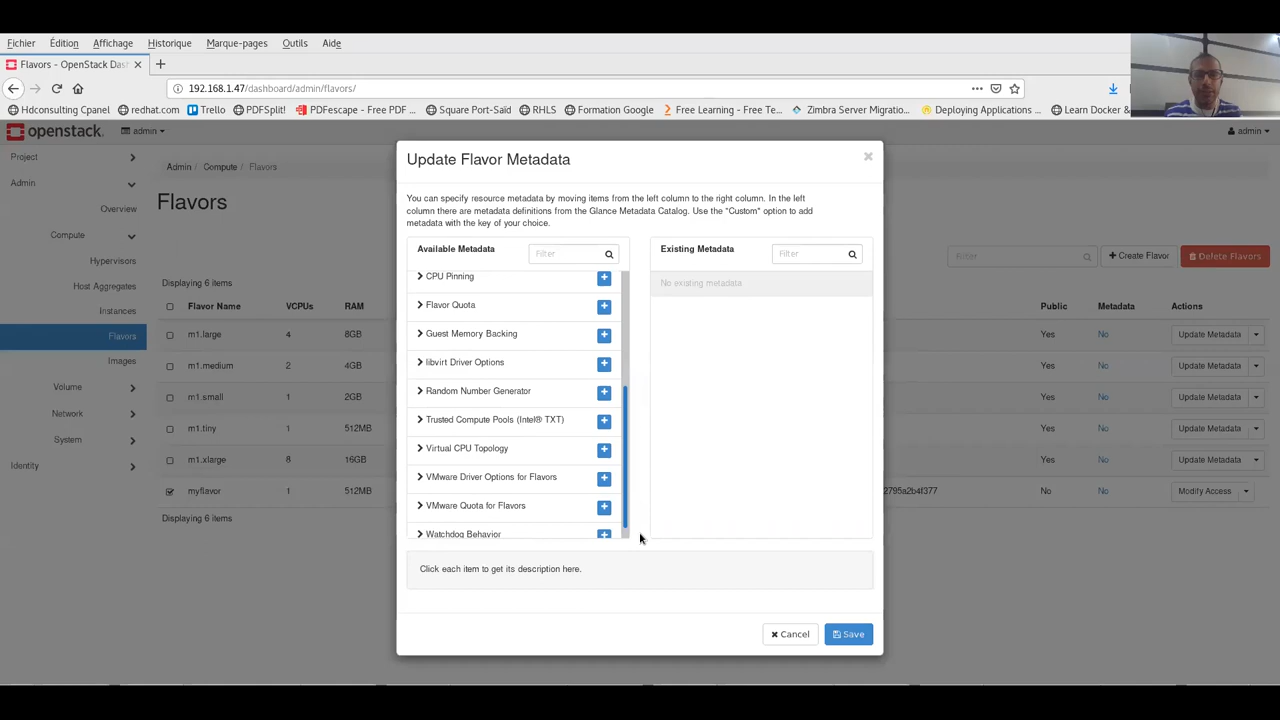 Fichier Édition Affichage Historique Marque-pages Outils Aide
Flavors - OpenStack Das
192.168.1.47/dashboard/admin/flavors/
Hdconsulting Cpanel redhat.com Trello PDFSplit! PDFescape - Free PDF ... Square Port-Saïd RHLS Formation Google Free Learning - Free Te... Zimbra Server Migratio... Deploying Applications ... Learn Docker &
openstack. admin admin
Project
Admin
Overview
Compute
Hypervisors
Host Aggregates
Instances
Flavors
Images
Volume
Network
System
Identity
Admin / Compute / Flavors
Flavors
Filter Create Flavor Delete Flavors
Displaying 6 items
Flavor Name VCPUs RAM Public Metadata Actions
m1.large 4 8GB Yes No Update Metadata
m1.medium 2 4GB Yes No Update Metadata
m1.small 1 2GB Yes No Update Metadata
m1.tiny 1 512MB Yes No Update Metadata
m1.xlarge 8 16GB Yes No Update Metadata
myflavor 1 512MB 2795a2b4f377 No No Modify Access
Displaying 6 items
Update Flavor Metadata
You can specify resource metadata by moving items from the left column to the right column. In the left
column there are metadata definitions from the Glance Metadata Catalog. Use the "Custom" option to add
metadata with the key of your choice.
Available Metadata Filter
CPU Pinning
Flavor Quota
Guest Memory Backing
libvirt Driver Options
Random Number Generator
Trusted Compute Pools (Intel® TXT)
Virtual CPU Topology
VMware Driver Options for Flavors
VMware Quota for Flavors
Watchdog Behavior
Existing Metadata Filter
No existing metadata
Click each item to get its description here.
Cancel Save